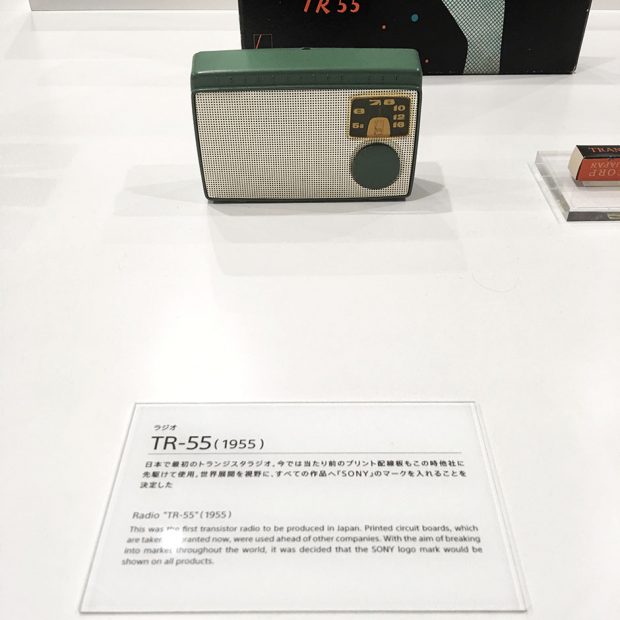 TR 55
6 7 8
10
12
16
5½
TRAN
CORP
JAPAN
ラジオ
TR-55(1955)
日本で最初のトランジスタラジオ。今では当たり前のプリント配線板もこの時他社に
先駆けて使用。世界展開を視野に、すべての作品へ「SONY」のマークを入れることを
決定した
Radio "TR-55"(1955)
This was the first transistor radio to be produced in Japan. Printed circuit boards, which
are taken granted now, were used ahead of other companies. With the aim of breaking
into market throughout the world, it was decided that the SONY logo mark would be
shown on all products.